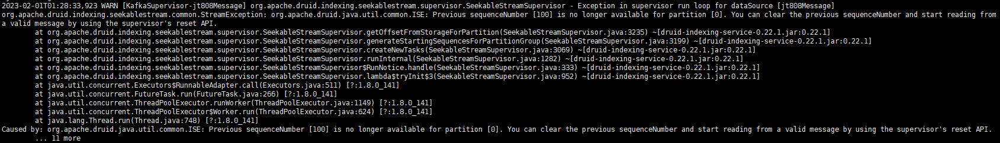 2023-02-01T01:28:33,923 WARN [KafkaSupervisor-jt808Message] org.apache.druid.indexing.seekablestream.supervisor.SeekableStreamSupervisor - Exception in supervisor run loop for dataSource [jt808Message]
org.apache.druid.indexing.seekablestream.common.StreamException: org.apache.druid.java.util.common.ISE: Previous sequenceNumber [100] is no longer available for partition [0]. You can clear the previous sequenceNumber and start reading from
a valid message by using the supervisor's reset API.
at org.apache.druid.indexing.seekablestream.supervisor.SeekableStreamSupervisor.getOffsetFromStorageForPartition(SeekableStreamSupervisor.java:3235) ~[druid-indexing-service-0.22.1.jar:0.22.1]
at org.apache.druid.indexing.seekablestream.supervisor.SeekableStreamSupervisor.generateStartingSequencesForPartitionGroup(SeekableStreamSupervisor.java:3199) ~[druid-indexing-service-0.22.1.jar:0.22.1]
at org.apache.druid.indexing.seekablestream.supervisor.SeekableStreamSupervisor.createNewTasks(SeekableStreamSupervisor.java:3069) ~[druid-indexing-service-0.22.1.jar:0.22.1]
at org.apache.druid.indexing.seekablestream.supervisor.SeekableStreamSupervisor.runInternal(SeekableStreamSupervisor.java:1282) ~[druid-indexing-service-0.22.1.jar:0.22.1]
at org.apache.druid.indexing.seekablestream.supervisor.SeekableStreamSupervisor$RunNotice.handle(SeekableStreamSupervisor.java:333) ~[druid-indexing-service-0.22.1.jar:0.22.1]
at org.apache.druid.indexing.seekablestream.supervisor.SeekableStreamSupervisor.lambda$tryInit$3(SeekableStreamSupervisor.java:952) ~[druid-indexing-service-0.22.1.jar:0.22.1]
at java.util.concurrent.Executors$RunnableAdapter.call(Executors.java:511) [?:1.8.0_141]
at java.util.concurrent.FutureTask.run(FutureTask.java:266) [?:1.8.0_141]
at java.util.concurrent.ThreadPoolExecutor.runWorker(ThreadPoolExecutor.java:1149) [?:1.8.0_141]
at java.util.concurrent.ThreadPoolExecutor$Worker.run(ThreadPoolExecutor.java:624) [?:1.8.0_141]
at java.lang.Thread.run(Thread.java:748) [?:1.8.0_141]
Caused by: org.apache.druid.java.util.common.ISE: Previous sequenceNumber [100] is no longer available for partition [0]. You can clear the previous sequenceNumber and start reading from a valid message by using the supervisor's reset API.
... 11 more